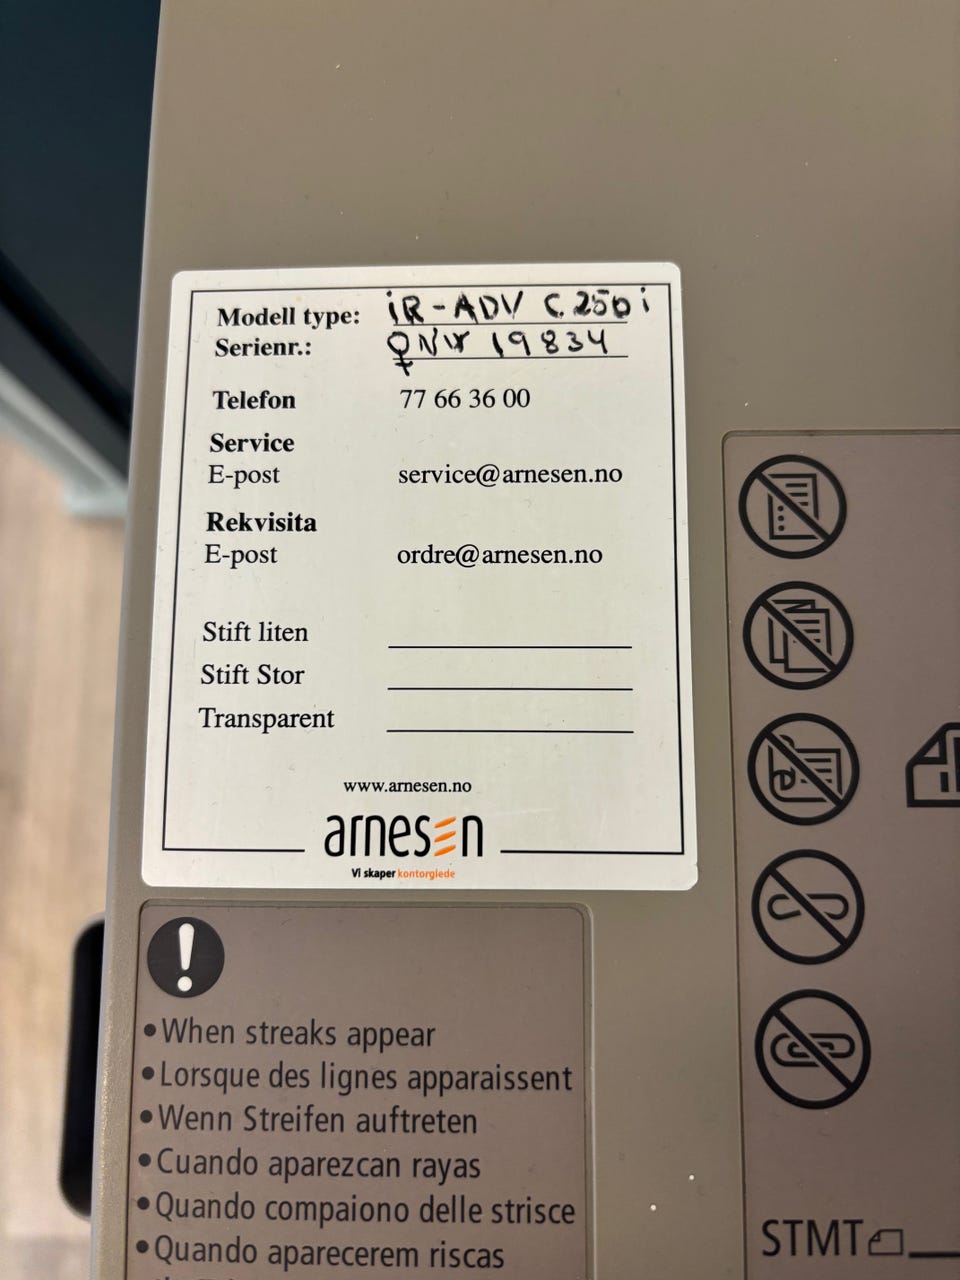 Modell type: iR-ADV C250i
Serienr.: QNW 19834
Telefon 77 66 36 00
Service
E-post service@arnesen.no
Rekvisita
E-post ordre@arnesen.no
Stift liten
Stift Stor
Transparent
www.arnesen.no
arnesen
Vi skaper kontorglede
•When streaks appear
•Lorsque des lignes apparaissent
•Wenn Streifen auftreten
•Cuando aparezcan rayas
•Quando compaiono delle strisce
•Quando aparecerem riscas
STMT